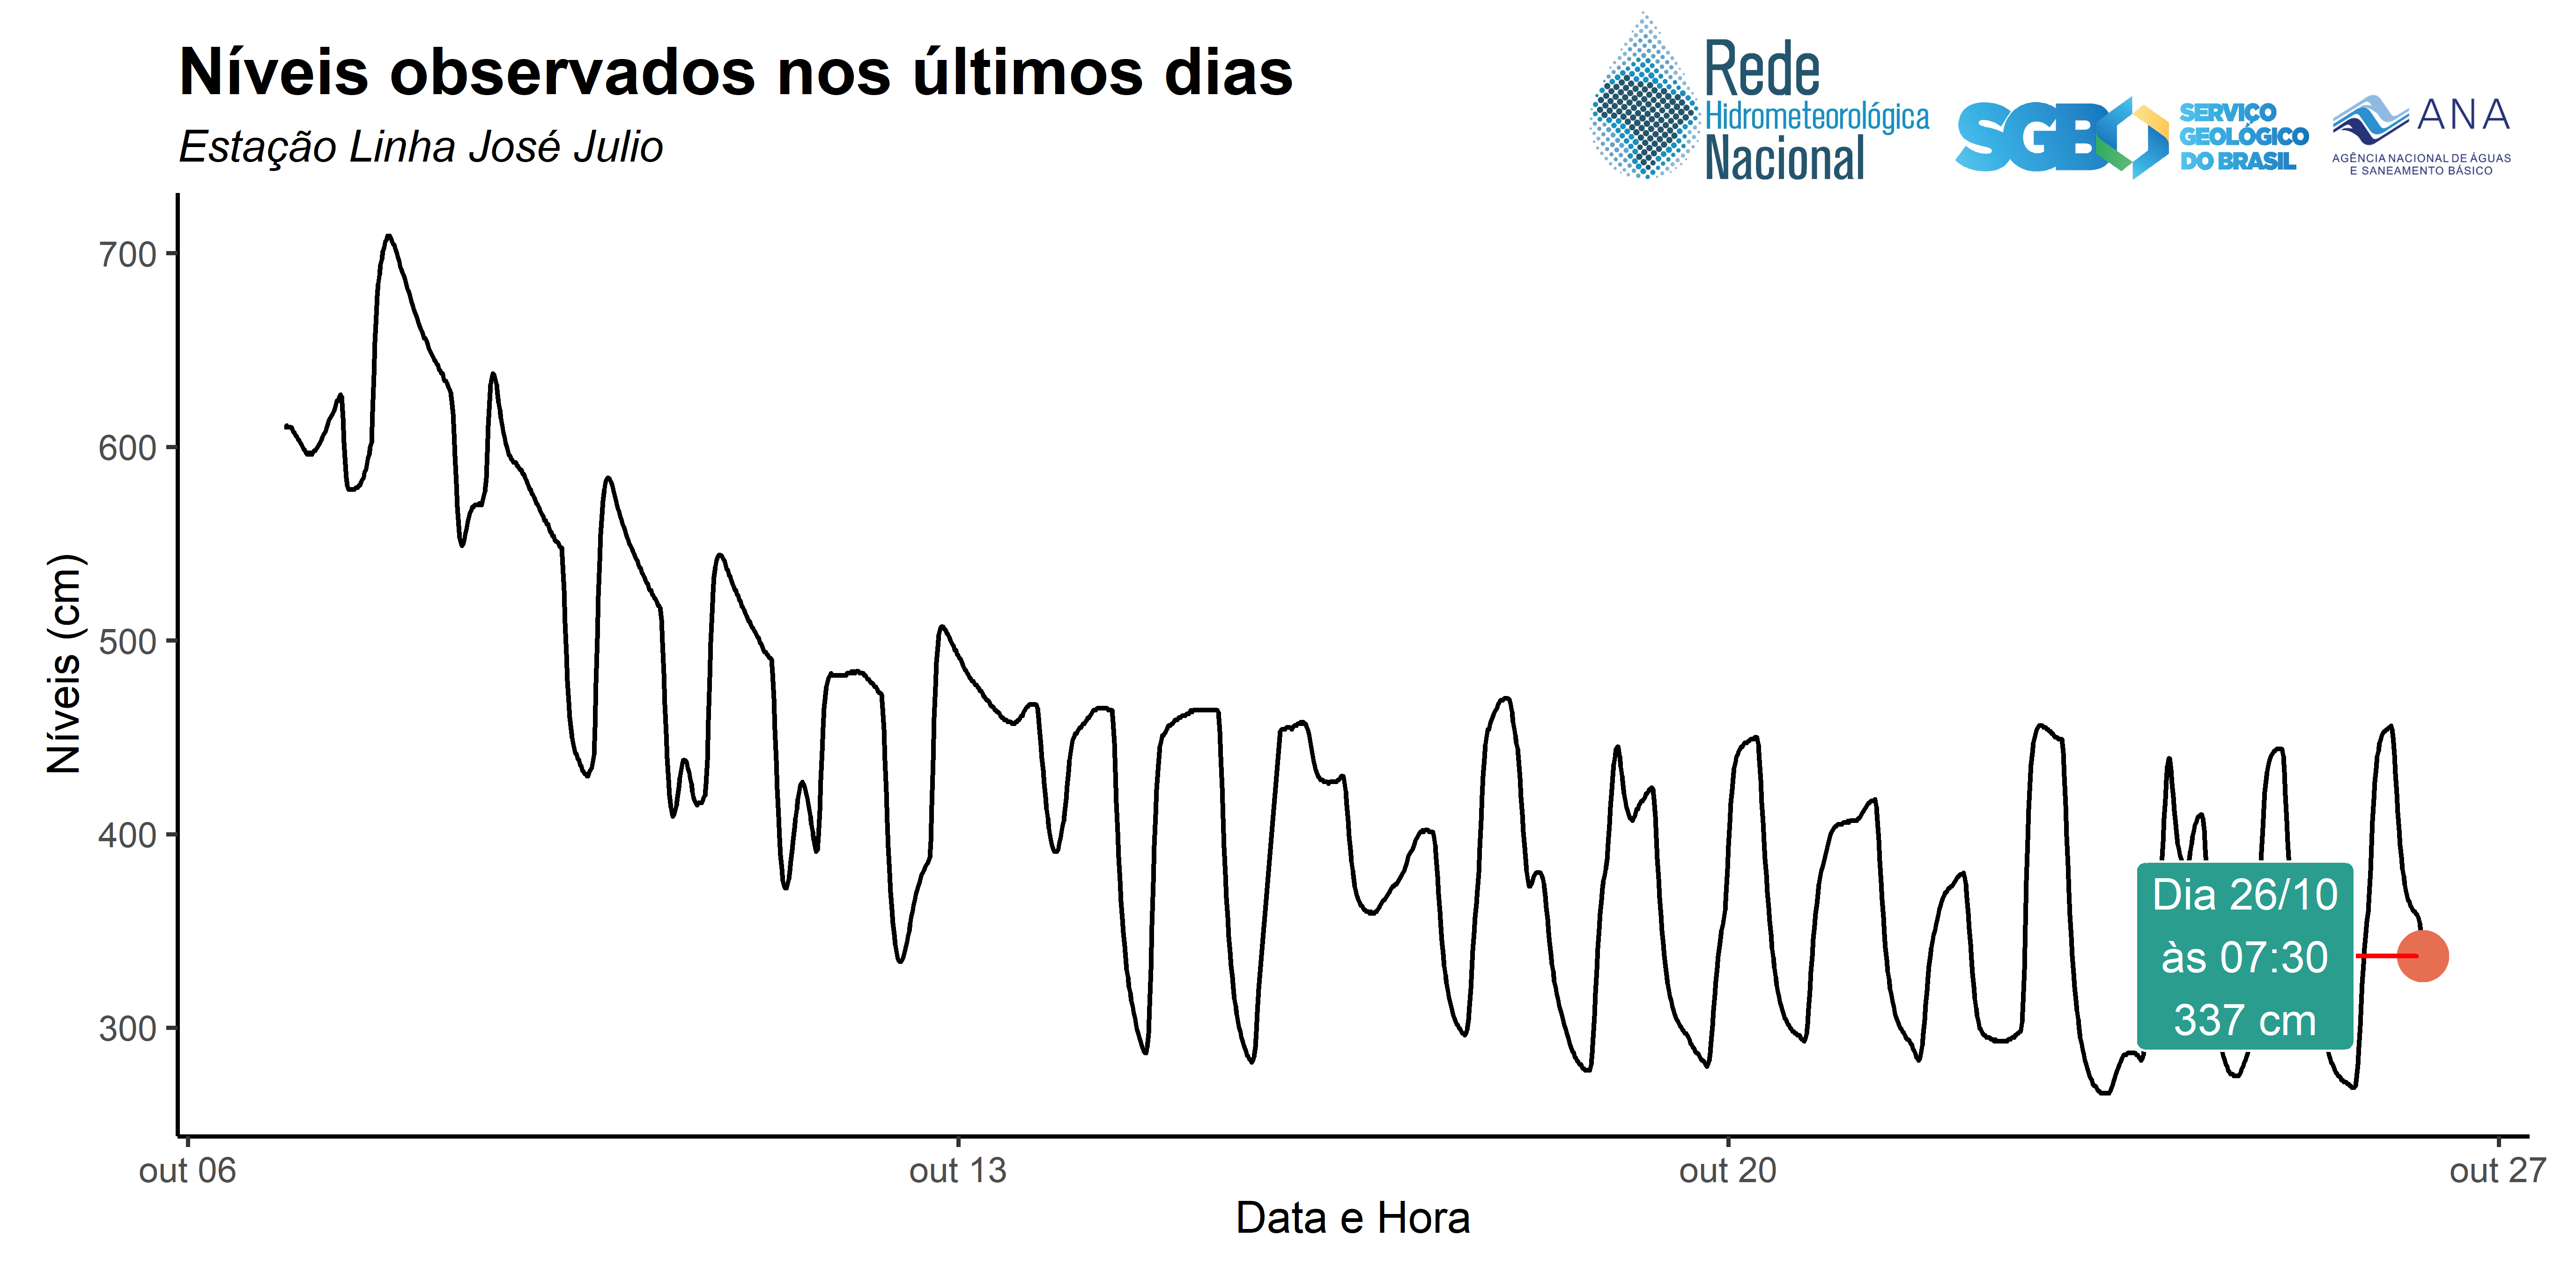 Níveis observados nos últimos dias
Estação Linha José Julio
Rede
Hidrometeorológica
Nacional
SGB
SERVIÇO
GEOLÓGICO
DO BRASIL
ANA
AGÊNCIA NACIONAL DE ÁGUAS
E SANEAMENTO BÁSICO
Níveis (cm)
700
600
500
400
300
Dia 26/10
às 07:30
337 cm
out 06
out 13
out 20
out 27
Data e Hora